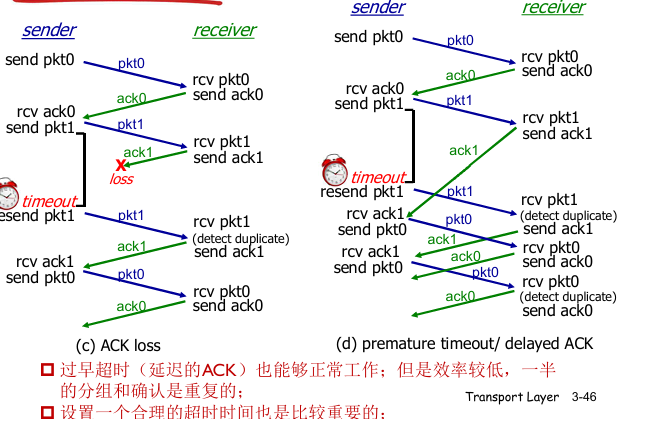 sender
receiver
send pkt0
pkt0
rcv pkt0
send ack0
ack0
rcv ack0
send pkt1
pkt1
rcv pkt1
send ack1
ack1
X
loss
timeout
resend pkt1
pkt1
rcv pkt1
(detect duplicate)
send ack1
ack1
rcv ack1
send pkt0
pkt0
rcv pkt0
send ack0
ack0
(c) ACK loss
sender
receiver
send pkt0
pkt0
rcv pkt0
send ack0
ack0
rcv ack0
send pkt1
pkt1
rcv pkt1
send ack1
ack1
timeout
resend pkt1
pkt1
rcv pkt1
(detect duplicate)
send ack1
rcv ack1
send pkt0
pkt0
ack1
rcv pkt0
send ack0
ack0
rcv ack1
send pkt0
pkt0
rcv pkt0
(detect duplicate)
send ack0
ack0
(d) premature timeout/ delayed ACK
过早超时（延迟的ACK）也能够正常工作；但是效率较低，一半
的分组和确认是重复的；
设置一个合理的超时时间也是比较重要的；
Transport Layer 3-46